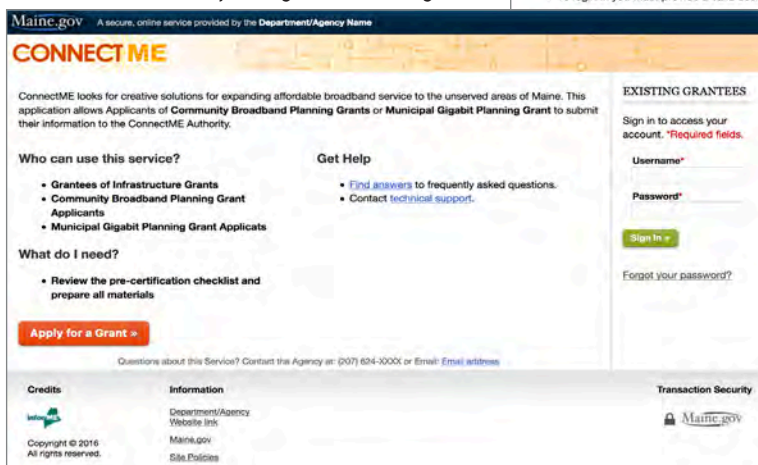 Maine.gov A secure, online service provided by the Department/Agency Name
CONNECT ME
ConnectME looks for creative solutions for expanding affordable broadband service to the unserved areas of Maine. This
application allows Applicants of Community Broadband Planning Grants or Municipal Gigabit Planning Grant to submit
their information to the ConnectME Authority.
Who can use this service?
• Grantees of Infrastructure Grants
• Community Broadband Planning Grant
Applicants
• Municipal Gigabit Planning Grant Applicats
What do I need?
• Review the pre-certification checklist and
prepare all materials
Apply for a Grant »
Get Help
• Find answers to frequently asked questions.
• Contact technical support.
EXISTING GRANTEES
Sign in to access your
account. *Required fields.
Username*
Password*
Sign In »
Forgot your password?
Questions about this Service? Contact the Agency at: (207) 624-XXXX or Email: Email address
Credits
Copyright © 2016
All rights reserved.
Information
Department/Agency
Website link
Maine.gov
Site Policies
Transaction Security
Maine.gov